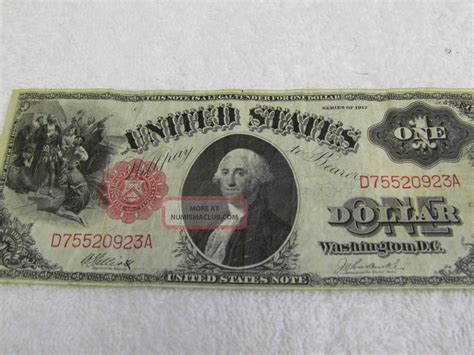 THIS NOTE IS A LEGAL TENDER FOR ONE DOLLAR
SERIES OF 1917
UNITED STATES
ONE
Will pay to Bearer
D75520923A
MORE AT
NUMISMACLUB.COM
ONE
DOLLAR
D75520923A
Washington, D.C.
UNITED STATES NOTE